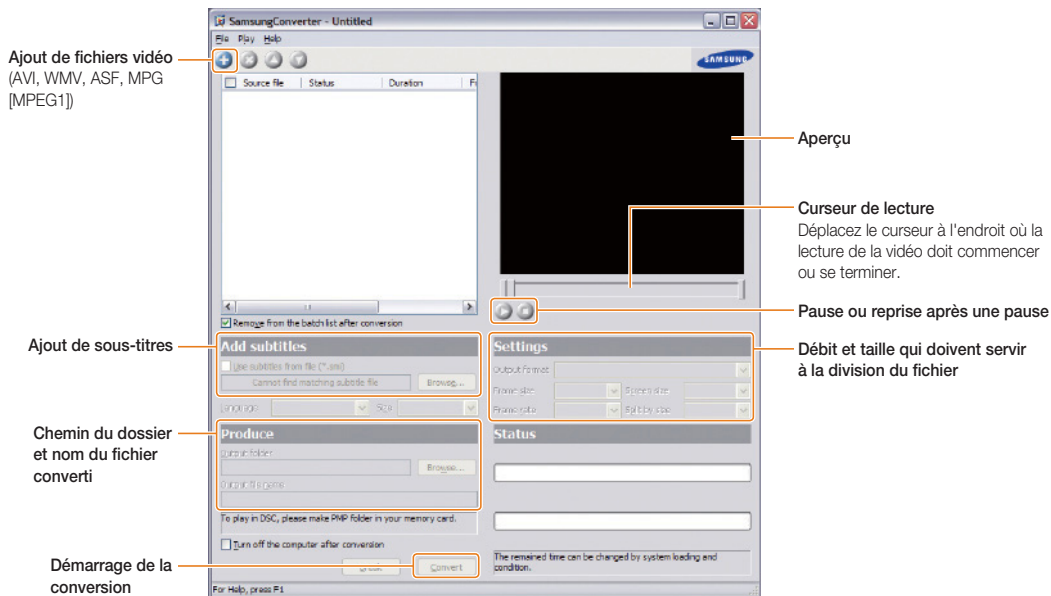 SamsungConverter - Untitled
File Play Help
SAMSUNG
Ajout de fichiers vidéo
(AVI, WMV, ASF, MPG
[MPEG1])
Source file Status Duration
Aperçu
Curseur de lecture
Déplacez le curseur à l'endroit où la
lecture de la vidéo doit commencer
ou se terminer.
Remove from the batch list after conversion
Pause ou reprise après une pause
Ajout de sous-titres
Add subtitles
Use subtitles from file (*.smi)
Cannot find matching subtitle file Browse...
Language Size
Settings
Output format
Frame size Screen size
Frame rate Split by size
Débit et taille qui doivent servir
à la division du fichier
Chemin du dossier
et nom du fichier
converti
Produce
Output folder
Browse...
Output file name
To play in DSC, please make PMP folder in your memory card.
Status
Turn off the computer after conversion
Démarrage de la
conversion
Convert
The remained time can be changed by system loading and
condition.
For Help, press F1